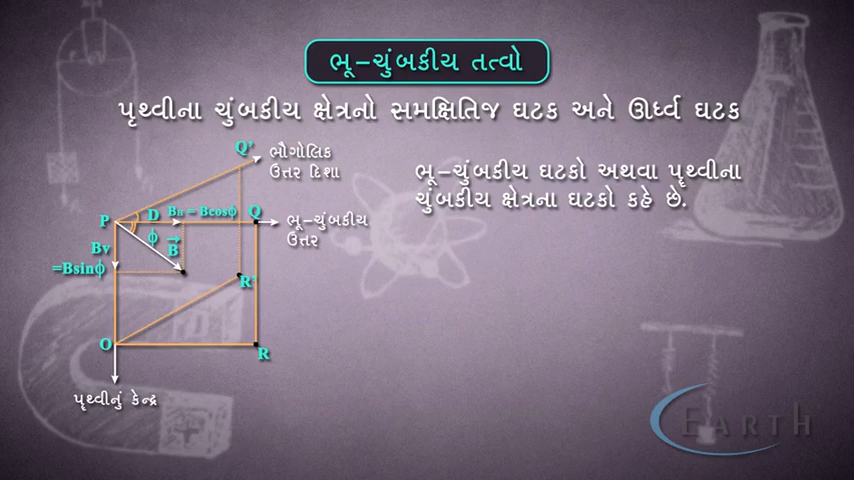 ભૂ-ચુંબકીય તત્વો
પૃથ્વીના ચુંબકીય ક્ષેત્રનો સમક્ષિતિજ ઘટક અને ઊર્ધ્વ ઘટક
Q'
ભૌગોલિક
ઉત્તર દિશા
ભૂ-ચુંબકીય ઘટકો અથવા પૃથ્વીના
ચુંબકીય ક્ષેત્રના ઘટકો કહે છે.
P D Bh = Bcosϕ Q
ભૂ-ચુંબકીય
ઉત્તર
ϕ B
Bv
=Bsinϕ
R'
O
R
પૃથ્વીનું કેન્દ્ર
EARTH